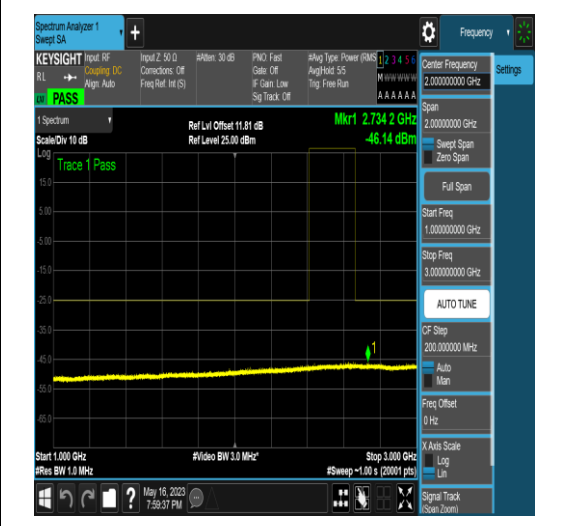 Spectrum Analyzer 1
Swept SA
+
Frequency
KEYSIGHT Input: RF
RL Coupling: DC
Align: Auto
Input Z: 50 Ω
Corrections: Off
Freq Ref: Int (S)
#Atten: 30 dB
PNO: Fast
Gate: Off
IF Gain: Low
Sig Track: Off
#Avg Type: Power (RMS
Avg|Hold: 5/5
Trig: Free Run
1 2 3 4 5 6
M w w w w w
A A A A A A
PASS
1 Spectrum
Scale/Div 10 dB
Ref Lvl Offset 11.81 dB
Ref Level 25.00 dBm
Mkr1 2.734 2 GHz
-46.14 dBm
Log
Trace 1 Pass
15.0
5.00
-5.00
-15.0
-25.0
-35.0
-45.0
-55.0
-65.0
1
Start 1.000 GHz
#Res BW 1.0 MHz
#Video BW 3.0 MHz*
Stop 3.000 GHz
#Sweep ~1.00 s (20001 pts)
Center Frequency
2.000000000 GHz
Settings
Span
2.00000000 GHz
Swept Span
Zero Span
Full Span
Start Freq
1.000000000 GHz
Stop Freq
3.000000000 GHz
AUTO TUNE
CF Step
200.000000 MHz
Auto
Man
Freq Offset
0 Hz
X Axis Scale
Log
Lin
Signal Track
(Span Zoom)
?
May 16, 2023
7:59:37 PM